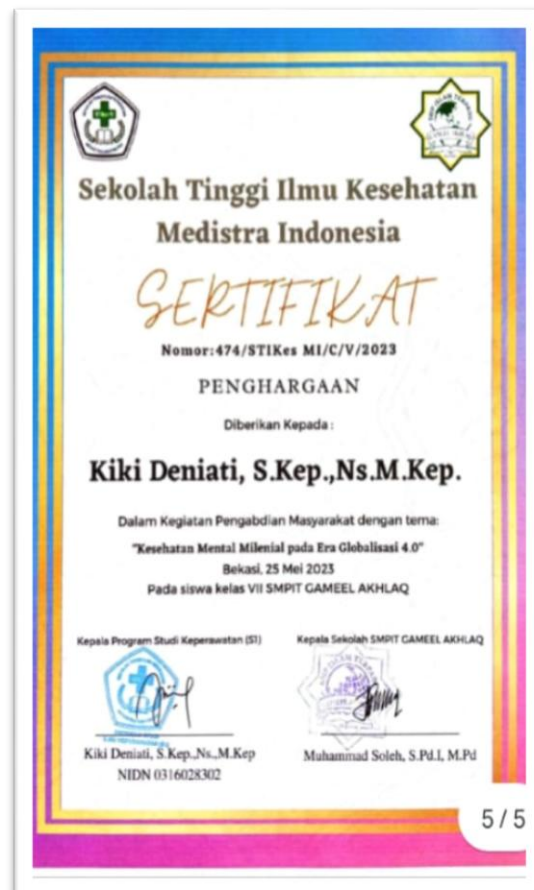 Sekolah Tinggi Ilmu Kesehatan
Medistra Indonesia
SERTIFIKAT
Nomor:474/STIKes MI/C/V/2023
PENGHARGAAN
Diberikan Kepada :
Kiki Deniati, S.Kep.,Ns.M.Kep.
Dalam Kegiatan Pengabdian Masyarakat dengan tema:
"Kesehatan Mental Milenial pada Era Globalisasi 4.0"
Bekasi, 25 Mei 2023
Pada siswa kelas VII SMPIT GAMEEL AKHLAQ
Kepala Program Studi Keperawatan (S1)
Kepala Sekolah SMPIT GAMEEL AKHLAQ
Kiki Deniati, S.Kep.,Ns.,M.Kep
NIDN 0316028302
Muhammad Soleh, S.Pd.I, M.Pd
5/5